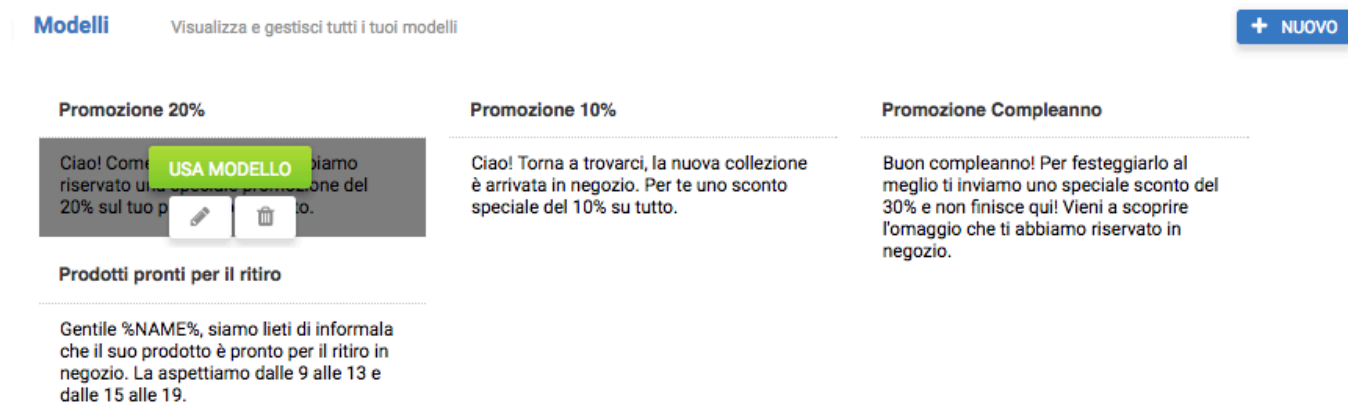 Modelli
Visualizza e gestisci tutti i tuoi modelli
+ NUOVO
Promozione 20%
Ciao! Come
riservato una speciale promozione del
20% sul tuo
USA MODELLO
Promozione 10%
Ciao! Torna a trovarci, la nuova collezione
è arrivata in negozio. Per te uno sconto
speciale del 10% su tutto.
Promozione Compleanno
Buon compleanno! Per festeggiarlo al
meglio ti inviamo uno speciale sconto del
30% e non finisce qui! Vieni a scoprire
l'omaggio che ti abbiamo riservato in
negozio.
Prodotti pronti per il ritiro
Gentile %NAME%, siamo lieti di informala
che il suo prodotto è pronto per il ritiro in
negozio. La aspettiamo dalle 9 alle 13 e
dalle 15 alle 19.